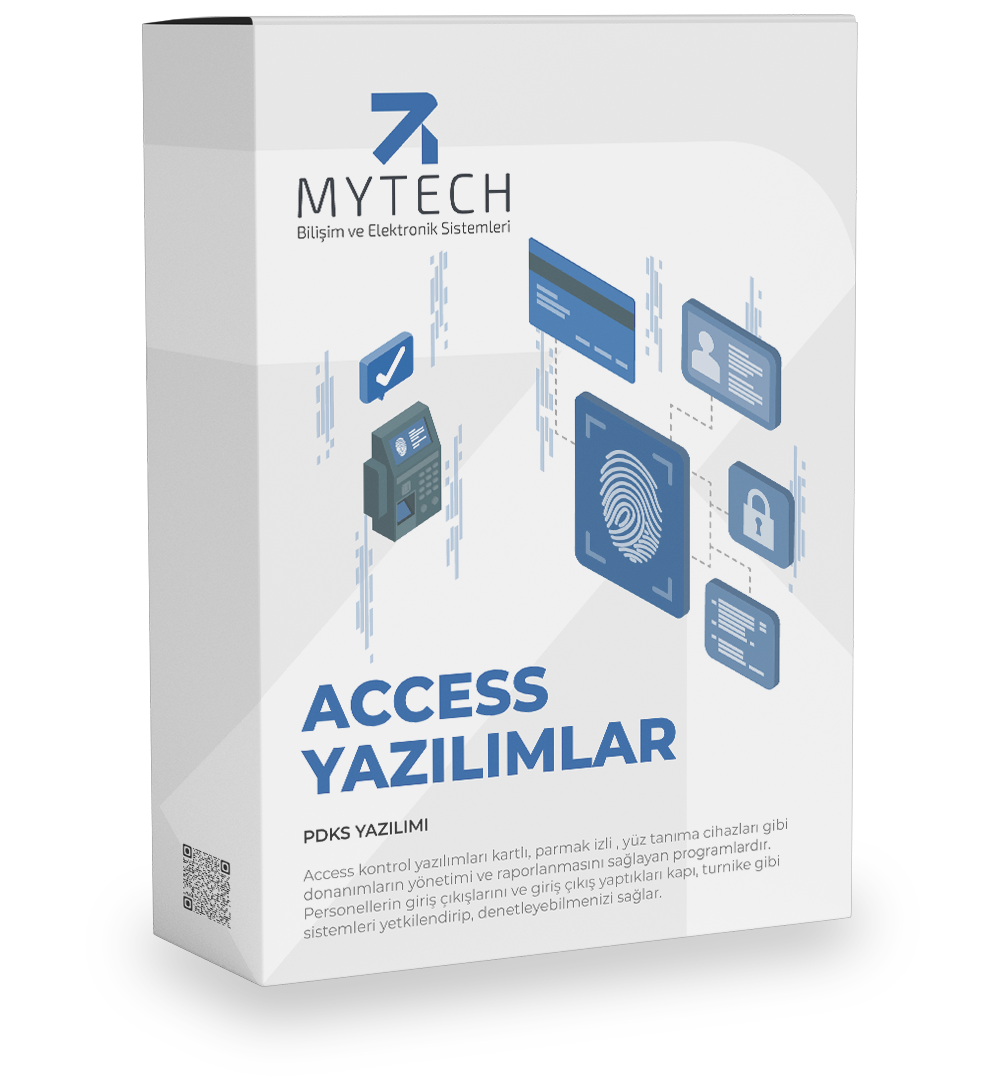 MYTECH
Bilişim ve Elektronik Sistemleri
ACCESS
YAZILIMLAR
PDKS YAZILIMI
Access kontrol yazılımları kartlı, parmak izli , yüz tanıma cihazları gibi
donanımların yönetimi ve raporlanmasını sağlayan programlardır.
Personellerin giriş çıkışlarını ve giriş çıkış yaptıkları kapı, turnike gibi
sistemleri yetkilendirip, denetleyebilmenizi sağlar.